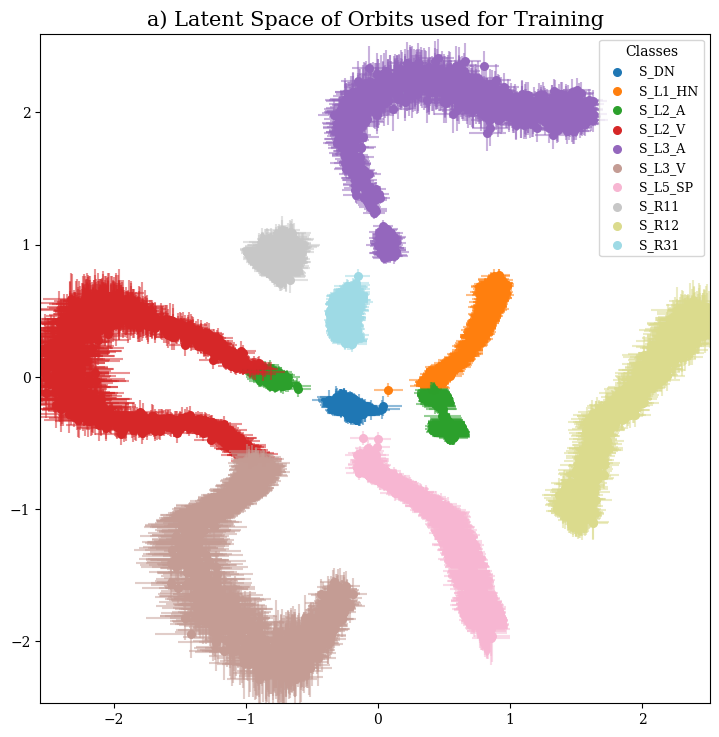 a) Latent Space of Orbits used for Training
Classes
S_DN
S_L1_HN
S_L2_A
S_L2_V
S_L3_A
S_L3_V
S_L5_SP
S_R11
S_R12
S_R31
2
1
0
−1
−2
−2 −1 0 1 2